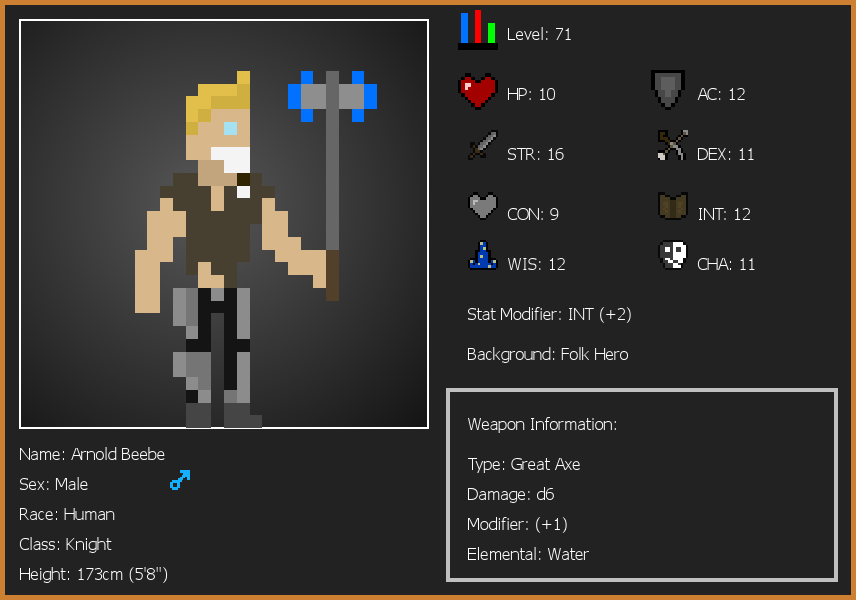 Level: 71
HP: 10
AC: 12
STR: 16
DEX: 11
CON: 9
INT: 12
WIS: 12
CHA: 11
Stat Modifier: INT (+2)
Background: Folk Hero
Weapon Information:
Type: Great Axe
Damage: d6
Modifier: (+1)
Elemental: Water
Name: Arnold Beebe
Sex: Male
Race: Human
Class: Knight
Height: 173cm (5'8")